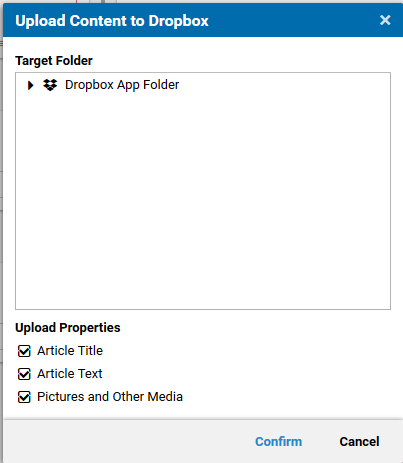 Upload Content to Dropbox
Target Folder
Dropbox App Folder
Upload Properties
Article Title
Article Text
Pictures and Other Media
Confirm Cancel